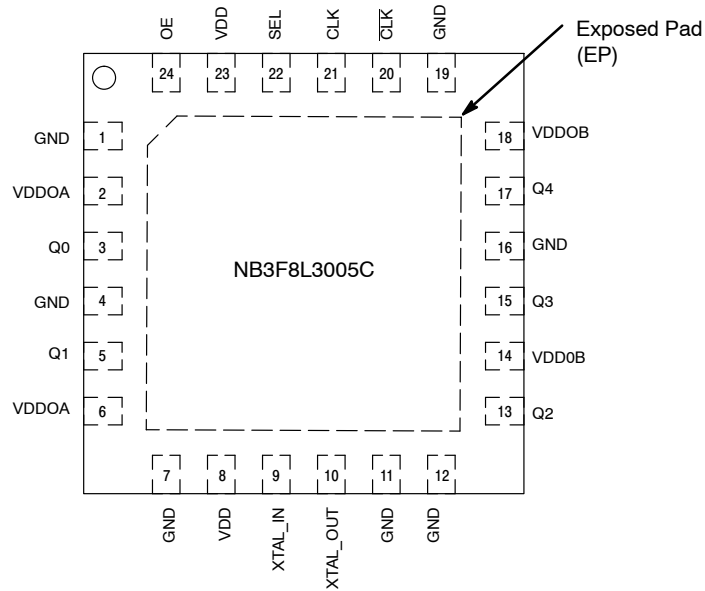 OE
VDD
SEL
CLK
CLK
GND
Exposed Pad
(EP)
24
23
22
21
20
19
GND
1
18
VDDOB
VDDOA
2
17
Q4
Q0
3
16
GND
NB3F8L3005C
GND
4
15
Q3
Q1
5
14
VDD0B
VDDOA
6
13
Q2
7
8
9
10
11
12
GND
VDD
XTAL_IN
XTAL_OUT
GND
GND